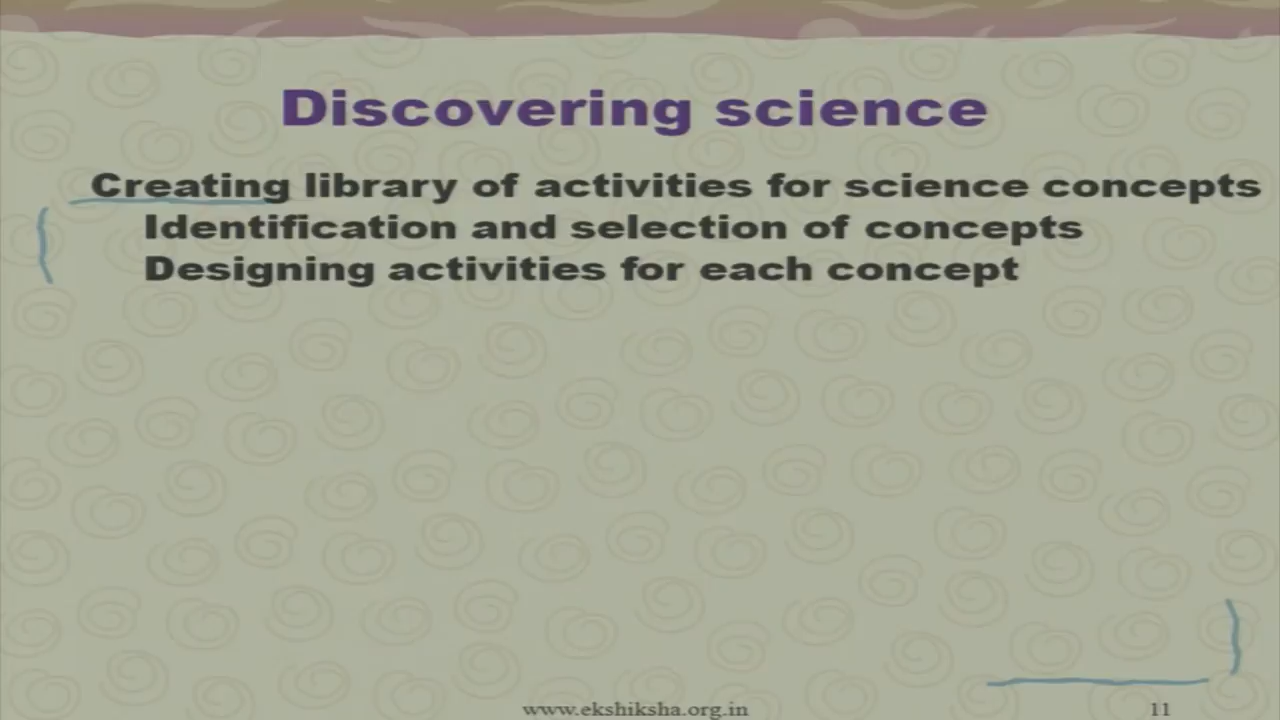 Discovering science
Creating library of activities for science concepts
Identification and selection of concepts
Designing activities for each concept
www.ekshiksha.org.in
11